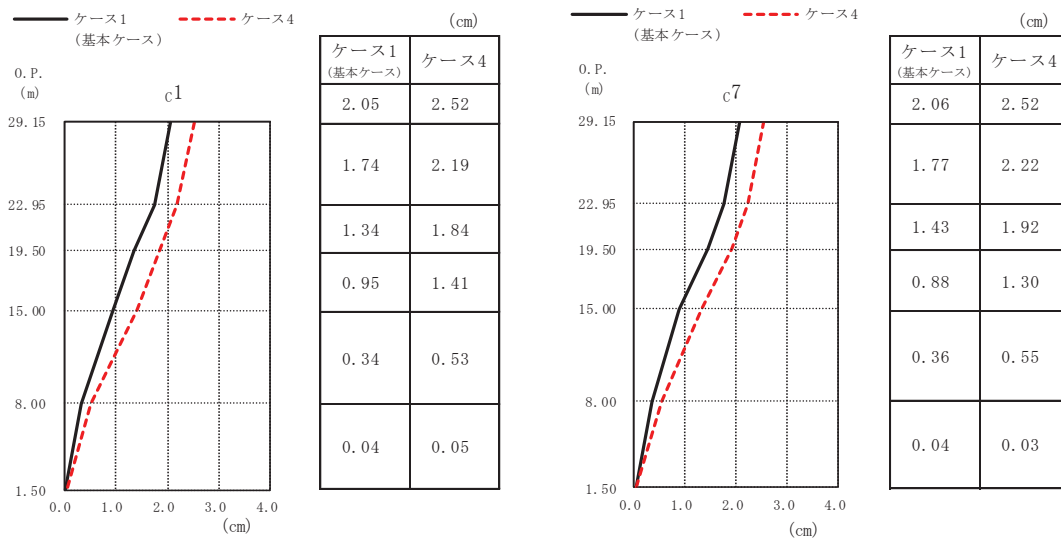 ケース1 ケース4
(基本ケース)
(cm)
O.P.
(m)
C1
29.15
22.95
19.50
15.00
8.00
1.50
0.0 1.0 2.0 3.0 4.0
(cm)
ケース1 ケース4
(基本ケース)
2.05 2.52
1.74 2.19
1.34 1.84
0.95 1.41
0.34 0.53
0.04 0.05
ケース1 ケース4
(基本ケース)
(cm)
O.P.
(m)
C7
29.15
22.95
19.50
15.00
8.00
1.50
0.0 1.0 2.0 3.0 4.0
(cm)
ケース1 ケース4
(基本ケース)
2.06 2.52
1.77 2.22
1.43 1.92
0.88 1.30
0.36 0.55
0.04 0.03